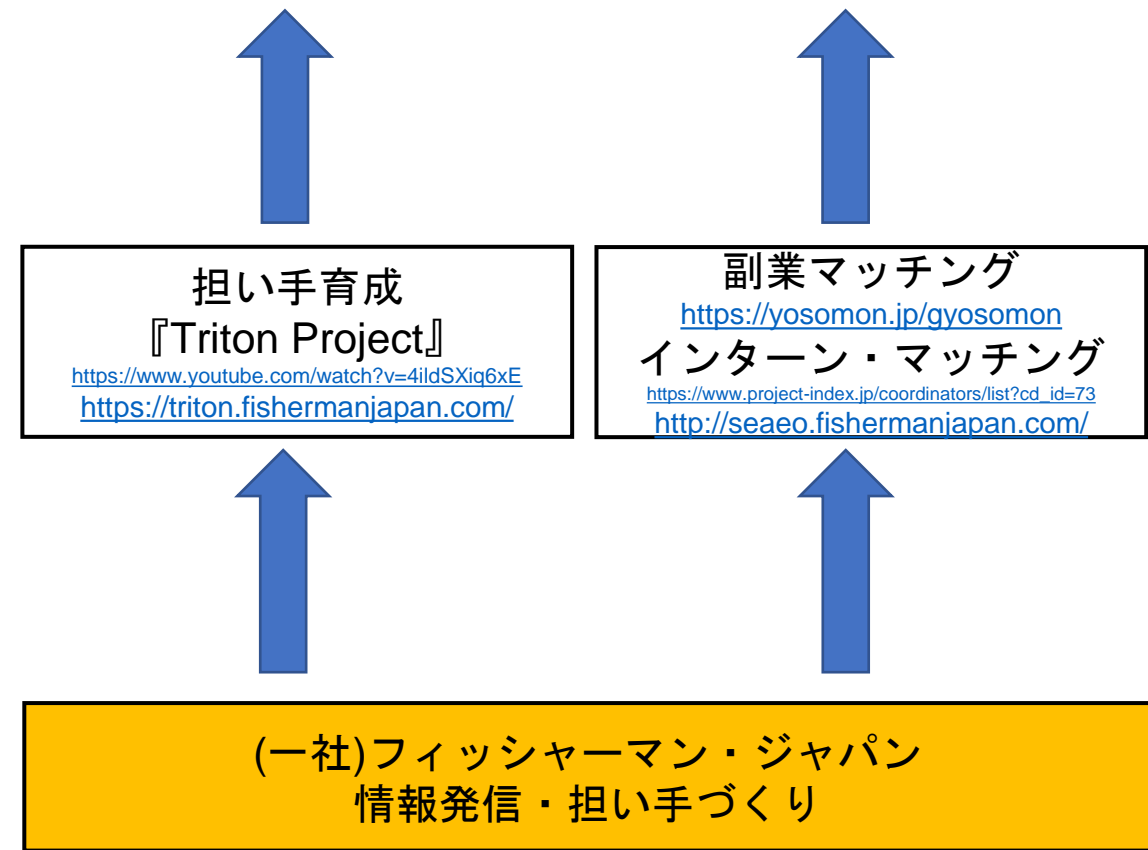 担い手育成
『Triton Project』
https://www.youtube.com/watch?v=4ildSXiq6xE
https://triton.fishermanjapan.com/
副業マッチング
https://yosomon.jp/gyosomon
インターン・マッチング
https://www.project-index.jp/coordinators/list?cd_id=73
http://seaeo.fishermanjapan.com/
(一社)フィッシャーマン・ジャパン
情報発信・担い手づくり